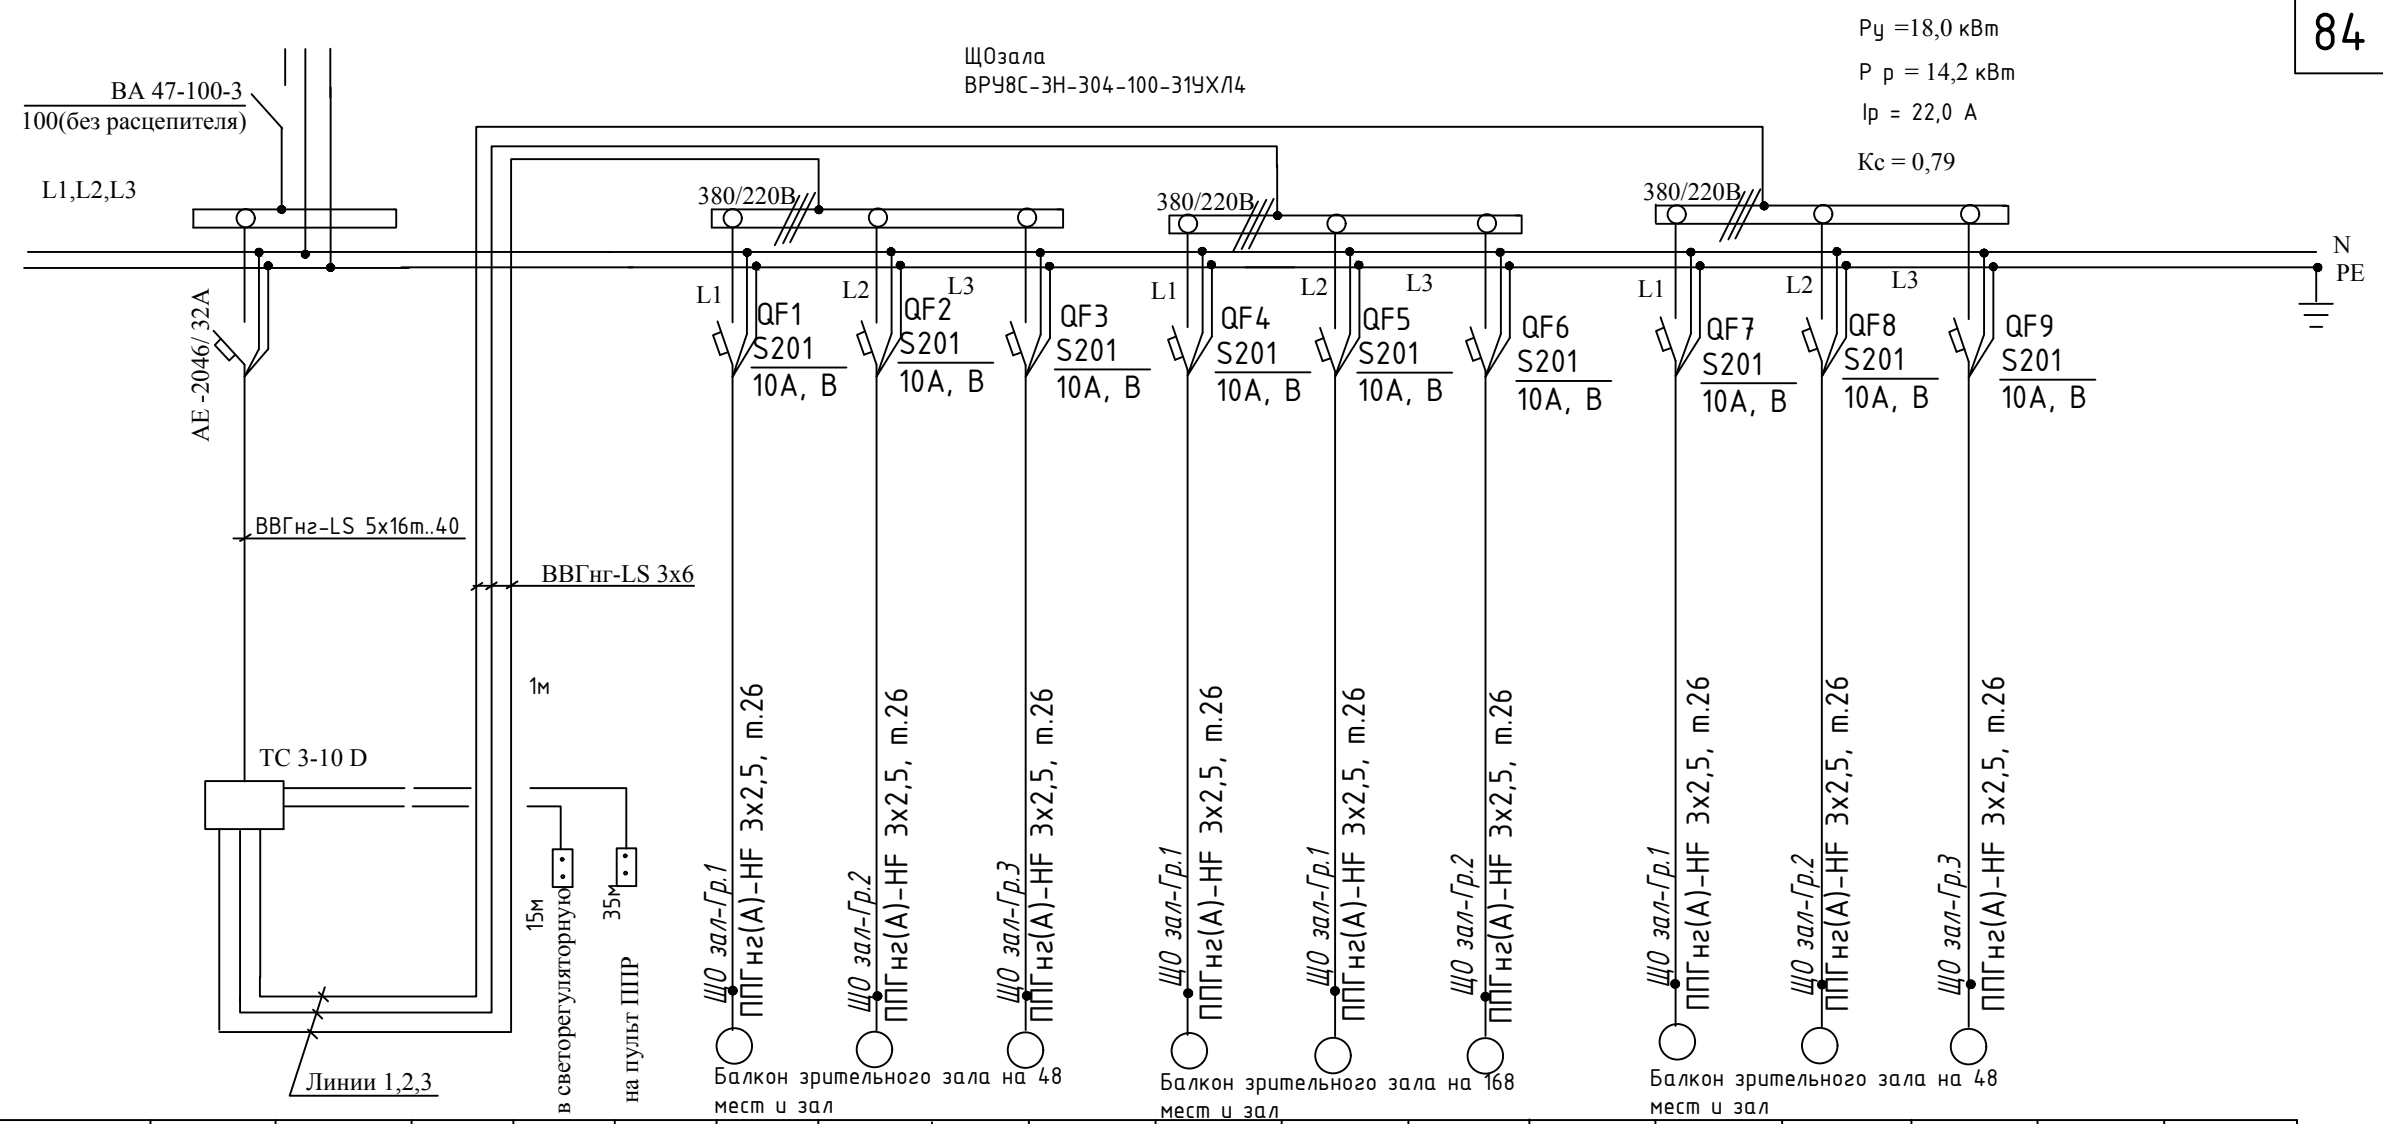 84
Ру =18,0 кВт
Р р = 14,2 кВт
Iр = 22,0 А
Кс = 0,79
ЩОзала
ВРУ8С-3Н-304-100-31УХЛ4
ВА 47-100-3
100(без расцепителя)
L1,L2,L3
380/220В
380/220В
380/220В
N
PE
L1
L2
L3
L1
L2
L3
L1
L2
L3
АЕ -2046/ 32А
QF1
S201
10А, В
QF2
S201
10А, В
QF3
S201
10А, В
QF4
S201
10А, В
QF5
S201
10А, В
QF6
S201
10А, В
QF7
S201
10А, В
QF8
S201
10А, В
QF9
S201
10А, В
ВВГнг-LS 5х16т..40
ВВГнг-LS 3х6
1м
ТС 3-10 D
15м
в светорегуляторную
35м
на пульт ППР
Линии 1,2,3
ЩО зал-Гр.1
ППГнг(А)-HF 3х2,5, т.26
ЩО зал-Гр.2
ППГнг(А)-HF 3х2,5, т.26
ЩО зал-Гр.3
ППГнг(А)-HF 3х2,5, т.26
ЩО зал-Гр.1
ППГнг(А)-HF 3х2,5, т.26
ЩО зал-Гр.1
ППГнг(А)-HF 3х2,5, т.26
ЩО зал-Гр.2
ППГнг(А)-HF 3х2,5, т.26
ЩО зал-Гр.1
ППГнг(А)-HF 3х2,5, т.26
ЩО зал-Гр.2
ППГнг(А)-HF 3х2,5, т.26
ЩО зал-Гр.3
ППГнг(А)-HF 3х2,5, т.26
Балкон зрительного зала на 48
мест и зал
Балкон зрительного зала на 168
мест и зал
Балкон зрительного зала на 48
мест и зал